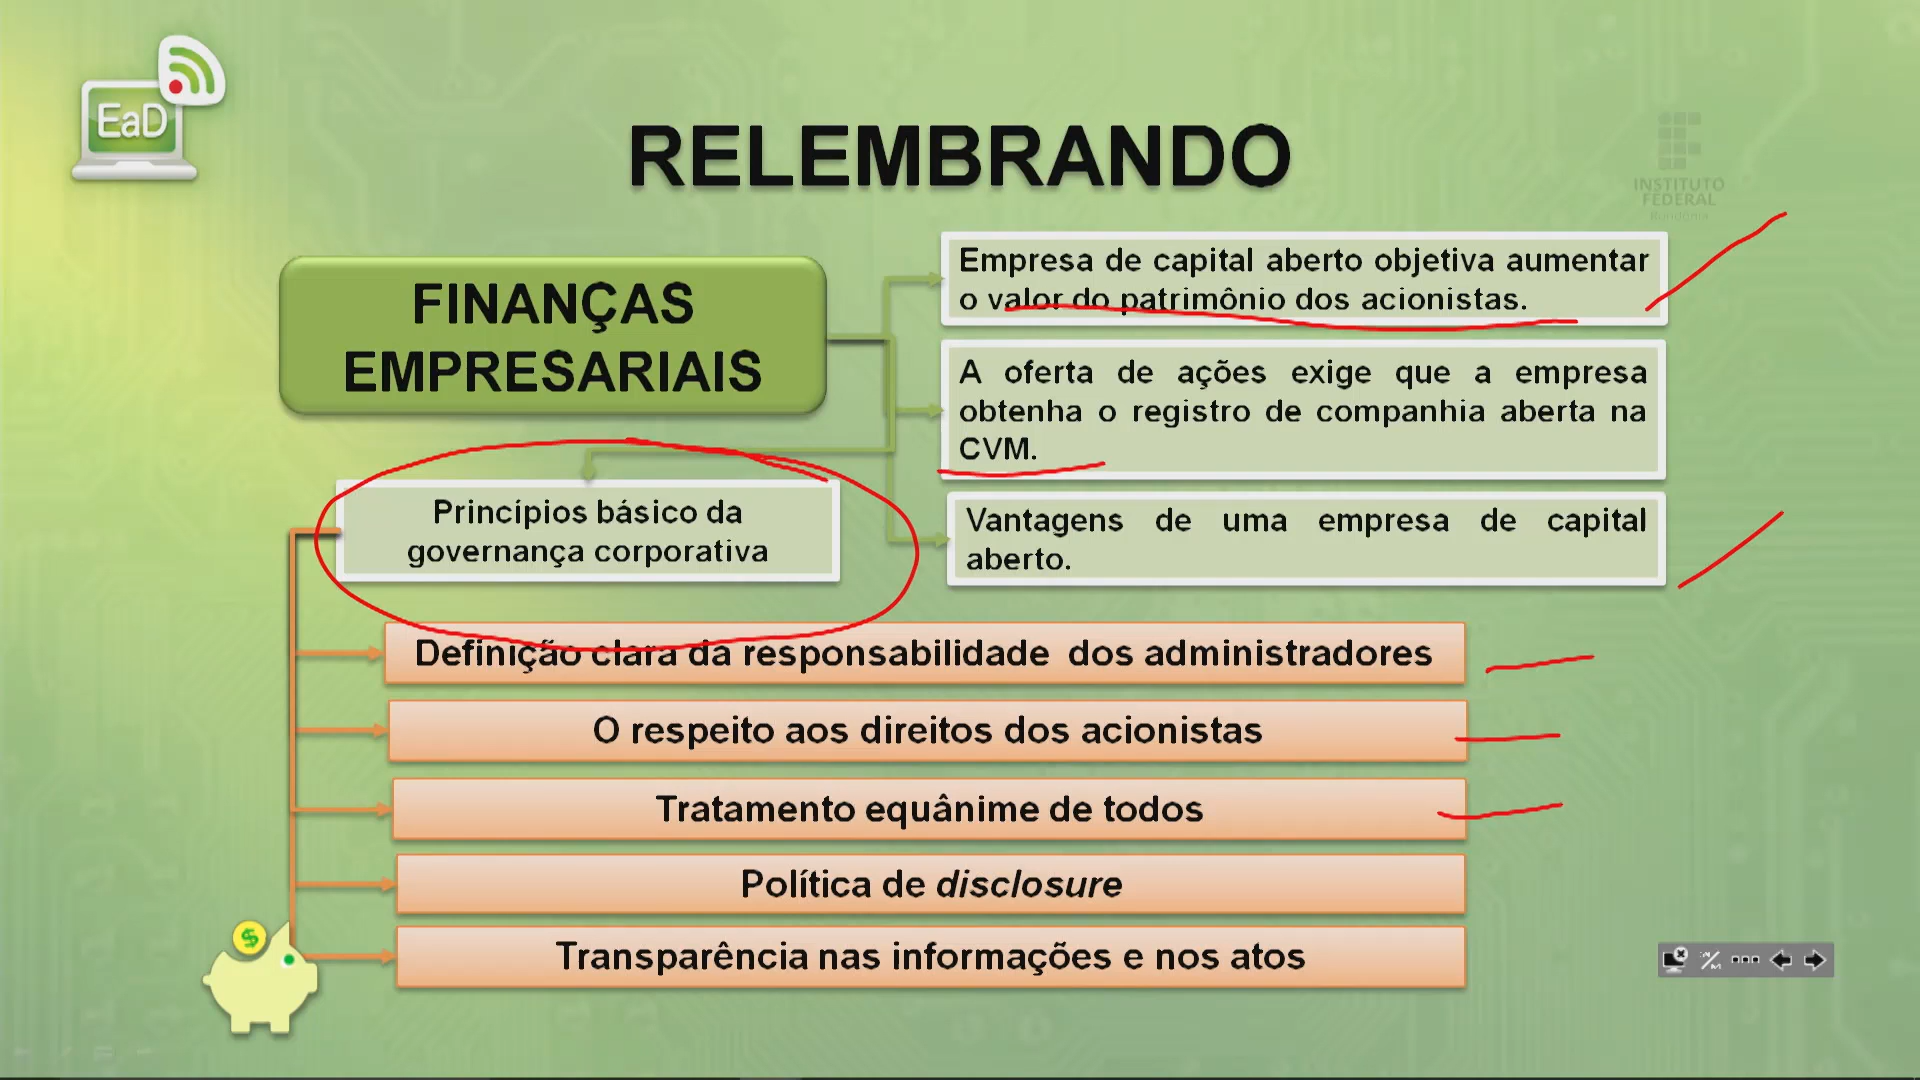 EaD
RELEMBRANDO
INSTITUTO
FEDERAL
Rondônia
FINANÇAS
EMPRESARIAIS
Empresa de capital aberto objetiva aumentar
o valor do patrimônio dos acionistas.
A oferta de ações exige que a empresa
obtenha o registro de companhia aberta na
CVM.
Vantagens de uma empresa de capital
aberto.
Princípios básico da
governança corporativa
Definição clara da responsabilidade dos administradores
O respeito aos direitos dos acionistas
Tratamento equânime de todos
Política de disclosure
Transparência nas informações e nos atos
$